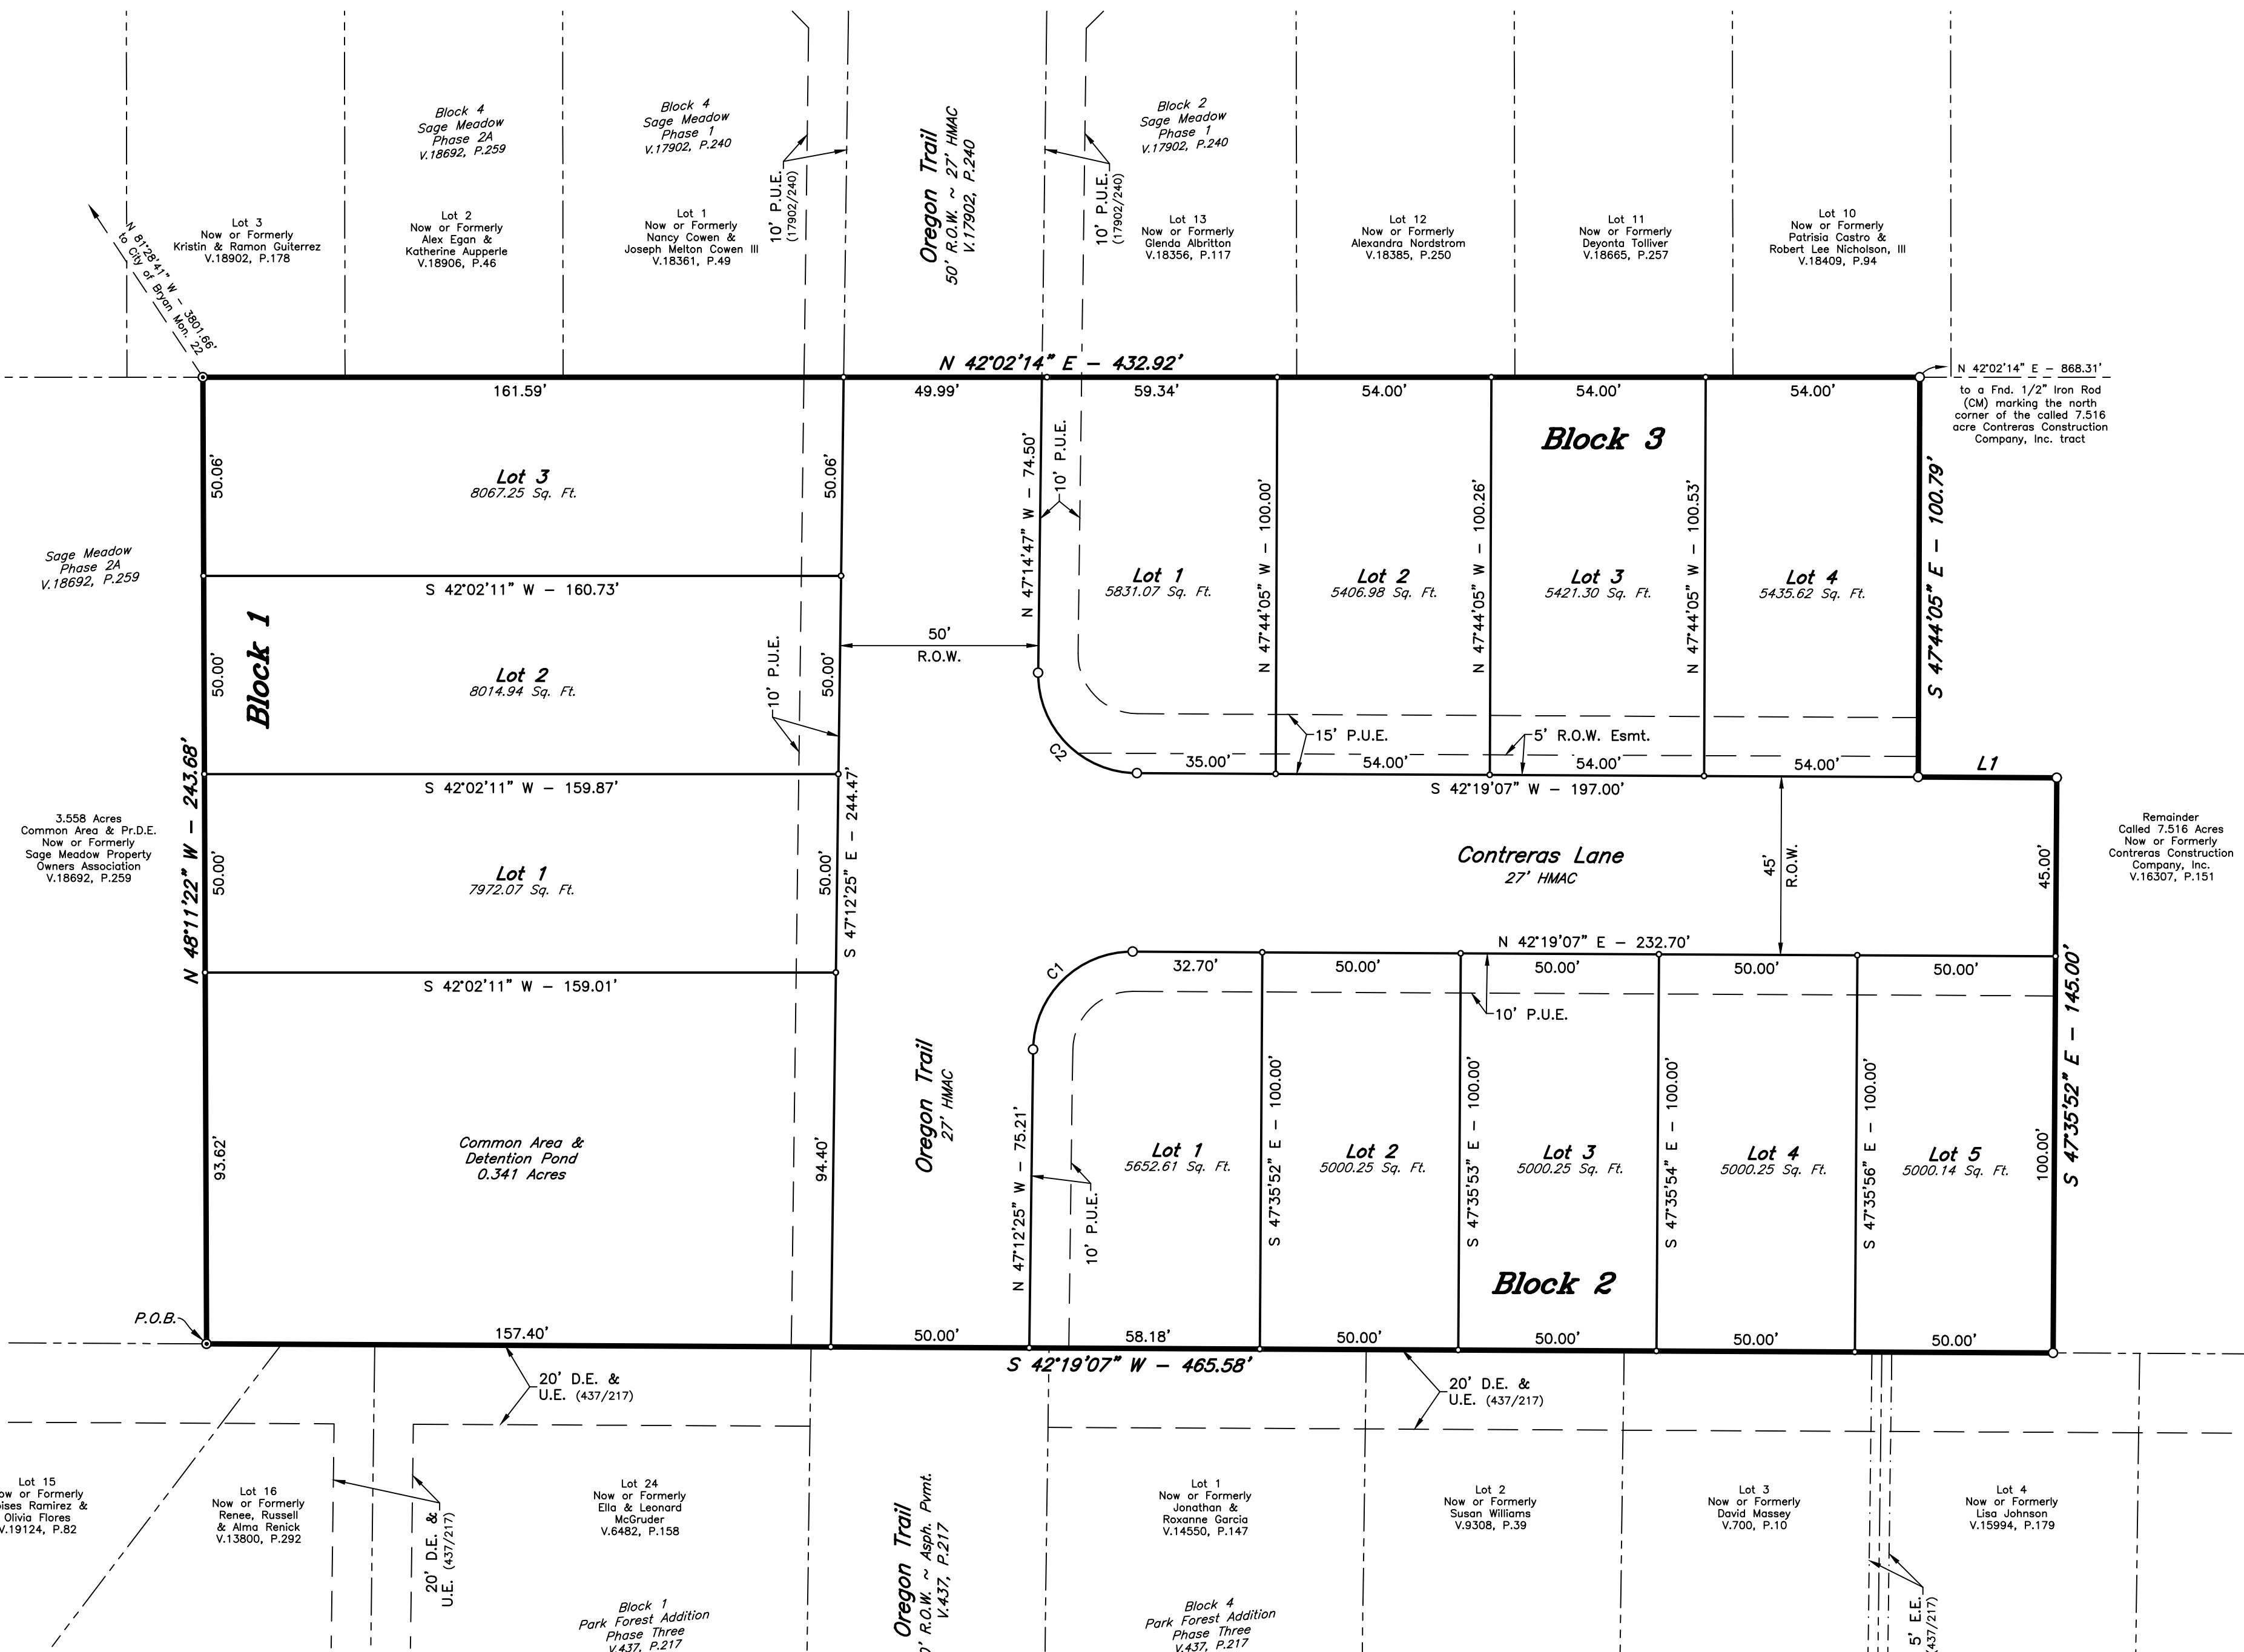 Block 4
Sage Meadow
Phase 2A
V.18692, P.259
Block 4
Sage Meadow
Phase 1
V.17902, P.240
Block 2
Sage Meadow
Phase 1
V.17902, P.240
10' P.U.E.
(17902/240)
Oregon Trail
50' R.O.W. ~ 27' HMAC
V.17902, P.240
10' P.U.E.
(17902/240)
N 81°28'41" W – 3801.66'
to City of Bryan Mon. 22
Lot 3
Now or Formerly
Kristin & Ramon Guiterrez
V.18902, P.178
Lot 2
Now or Formerly
Alex Egan &
Katherine Aupperle
V.18906, P.46
Lot 1
Now or Formerly
Nancy Cowen &
Joseph Melton Cowen III
V.18361, P.49
Lot 13
Now or Formerly
Glenda Albritton
V.18356, P.117
Lot 12
Now or Formerly
Alexandra Nordstrom
V.18385, P.250
Lot 11
Now or Formerly
Deyonta Tolliver
V.18665, P.257
Lot 10
Now or Formerly
Patrisia Castro &
Robert Lee Nicholson, III
V.18409, P.94
N 42°02'14" E – 432.92'
N 42°02'14" E – 868.31'
to a Fnd. 1/2" Iron Rod
(CM) marking the north
corner of the called 7.516
acre Contreras Construction
Company, Inc. tract
161.59'
49.99'
59.34'
54.00'
54.00'
54.00'
Block 3
50.06'
Lot 3
8067.25 Sq. Ft.
50.06'
N 47°14'47" W – 74.50'
10' P.U.E.
Lot 1
5831.07 Sq. Ft.
N 47°44'05" W – 100.00'
Lot 2
5406.98 Sq. Ft.
N 47°44'05" W – 100.26'
Lot 3
5421.30 Sq. Ft.
N 47°44'05" W – 100.53'
Lot 4
5435.62 Sq. Ft.
S 47°44'05" E – 100.79'
Sage Meadow
Phase 2A
V.18692, P.259
S 42°02'11" W – 160.73'
Block 1
50.00'
Lot 2
8014.94 Sq. Ft.
10' P.U.E.
50.00'
50'
R.O.W.
C2
15' P.U.E.
5' R.O.W. Esmt.
35.00'
54.00'
54.00'
54.00'
L1
S 42°19'07" W – 197.00'
N 48°11'22" W – 243.68'
S 42°02'11" W – 159.87'
S 47°12'25" E – 244.47'
3.558 Acres
Common Area & Pr.D.E.
Now or Formerly
Sage Meadow Property
Owners Association
V.18692, P.259
50.00'
Lot 1
7972.07 Sq. Ft.
50.00'
Contreras Lane
27' HMAC
45'
R.O.W.
45.00'
Remainder
Called 7.516 Acres
Now or Formerly
Contreras Construction
Company, Inc.
V.16307, P.151
S 42°02'11" W – 159.01'
N 42°19'07" E – 232.70'
C1
32.70'
50.00'
50.00'
50.00'
50.00'
10' P.U.E.
S 47°35'52" E – 145.00'
93.62'
Common Area &
Detention Pond
0.341 Acres
94.40'
Oregon Trail
27' HMAC
N 47°12'25" W – 75.21'
10' P.U.E.
Lot 1
5652.61 Sq. Ft.
S 47°35'52" E – 100.00'
Lot 2
5000.25 Sq. Ft.
S 47°35'53" E – 100.00'
Lot 3
5000.25 Sq. Ft.
S 47°35'54" E – 100.00'
Lot 4
5000.25 Sq. Ft.
S 47°35'56" E – 100.00'
Lot 5
5000.14 Sq. Ft.
100.00'
Block 2
P.O.B.
157.40'
50.00'
58.18'
50.00'
50.00'
50.00'
50.00'
S 42°19'07" W – 465.58'
20' D.E. &
U.E. (437/217)
20' D.E. &
U.E. (437/217)
Lot 15
or Formerly
Ramirez &
Olivia Flores
V.19124, P.82
Lot 16
Now or Formerly
Renee, Russell
& Alma Renick
V.13800, P.292
20' D.E. &
U.E. (437/217)
Lot 24
Now or Formerly
Ella & Leonard
McGruder
V.6482, P.158
Oregon Trail
R.O.W. ~ Asph. Pvmt.
V.437, P.217
Lot 1
Now or Formerly
Jonathan &
Roxanne Garcia
V.14550, P.147
Lot 2
Now or Formerly
Susan Williams
V.9308, P.39
Lot 3
Now or Formerly
David Massey
V.700, P.10
Lot 4
Now or Formerly
Lisa Johnson
V.15994, P.179
5' E.E.
(437/217)
Block 1
Park Forest Addition
Phase Three
V.437, P.217
Block 4
Park Forest Addition
Phase Three
V.437, P.217